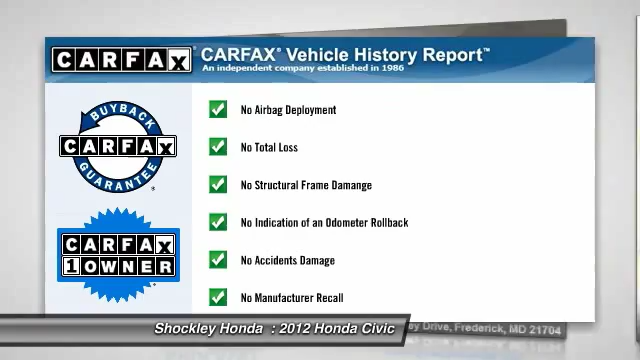 CARFAX
CARFAX® Vehicle History Report™
An independent company established in 1986
BUYBACK
CARFAX
GUARANTEE
®
CARFAX
1 OWNER
No Airbag Deployment
No Total Loss
No Structural Frame Damange
No Indication of an Odometer Rollback
No Accidents Damage
No Manufacturer Recall
Shockley Honda : 2012 Honda Civic
Drive, Frederick, MD 21704